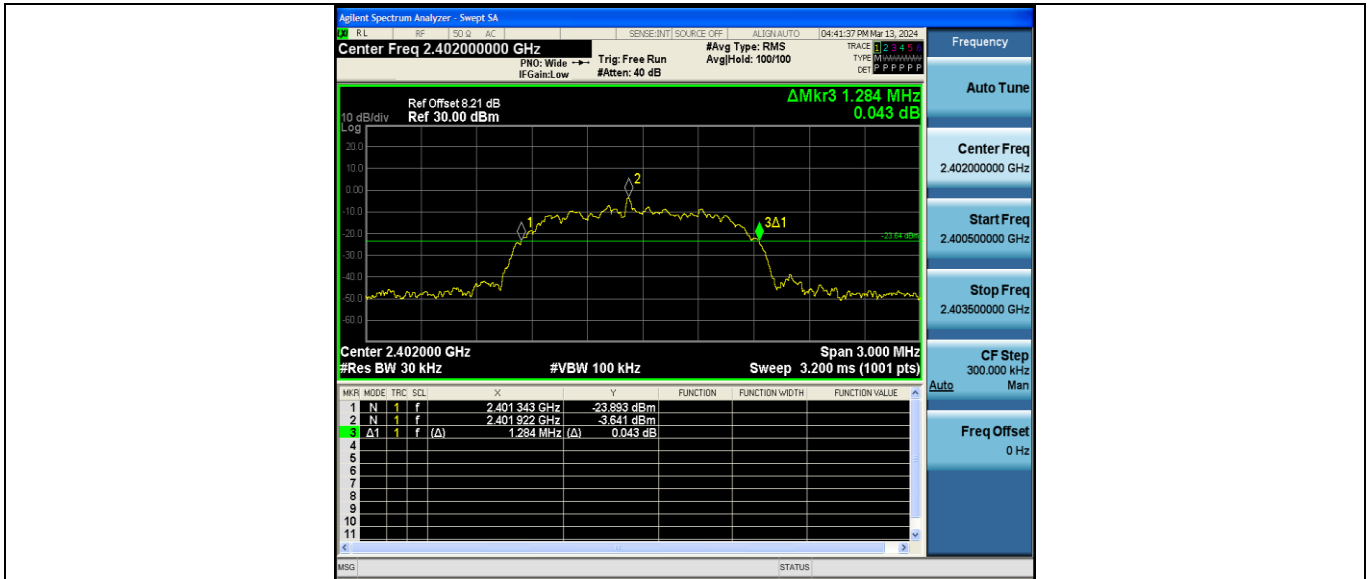 Agilent Spectrum Analyzer - Swept SA
LXI RL RF 50 Ω AC SENSE:INT SOURCE OFF ALIGNAUTO 04:41:37 PM Mar 13, 2024
Center Freq 2.402000000 GHz
PNO: Wide
IFGain:Low
Trig: Free Run
#Atten: 40 dB
#Avg Type: RMS
Avg|Hold: 100/100
TRACE 1 2 3 4 5 6
TYPE M WWWWW
DET P P P P P P
Ref Offset 8.21 dB
10 dB/div Ref 30.00 dBm
Log
ΔMkr3 1.284 MHz
0.043 dB
20.0
10.0
0.00
-10.0
-20.0
-30.0
-40.0
-50.0
-60.0
1
2
3Δ1
-23.64 dBm
Center 2.402000 GHz Span 3.000 MHz
#Res BW 30 kHz #VBW 100 kHz Sweep 3.200 ms (1001 pts)
MKR MODE TRC SCL X Y FUNCTION FUNCTION WIDTH FUNCTION VALUE
1 N 1 f 2.401 343 GHz -23.893 dBm
2 N 1 f 2.401 922 GHz -3.641 dBm
3 Δ1 1 f (Δ) 1.284 MHz (Δ) 0.043 dB
4
5
6
7
8
9
10
11
MSG STATUS
Frequency
Auto Tune
Center Freq
2.402000000 GHz
Start Freq
2.400500000 GHz
Stop Freq
2.403500000 GHz
CF Step
300.000 kHz
Auto Man
Freq Offset
0 Hz